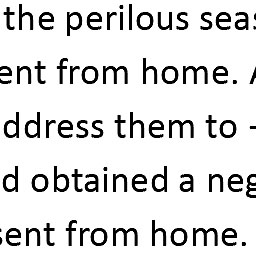 the perilous seas
ent from home. A
ddress them to -
d obtained a neg
sent from home.